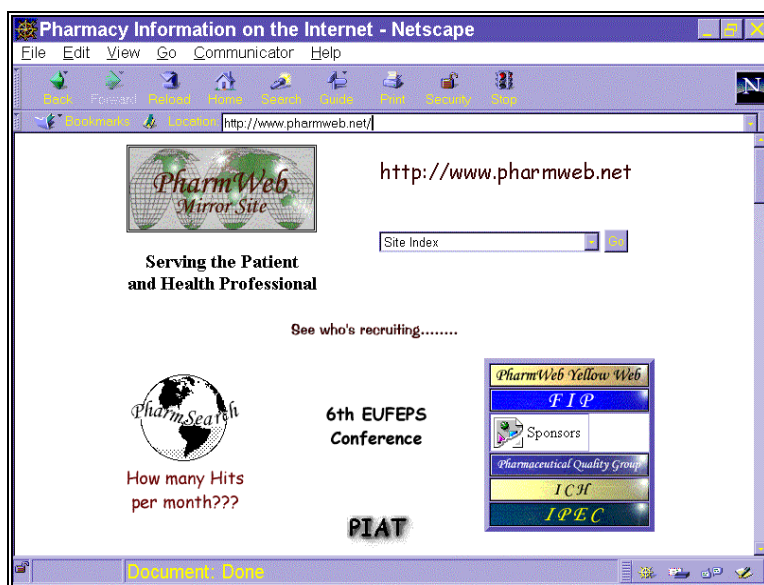 Pharmacy Information on the Internet - Netscape
File Edit View Go Communicator Help
Back Forward Reload Home Search Guide Print Security Stop
N
Bookmarks Location: http://www.pharmweb.net/
PharmWeb
Mirror Site
http://www.pharmweb.net
Site Index Go
Serving the Patient
and Health Professional
See who's recruiting........
PharmSearch
How many Hits
per month???
6th EUFEPS
Conference
PIAT
PharmWeb Yellow Web
FIP
Sponsors
Pharmaceutical Quality Group
ICH
IPEC
Document: Done